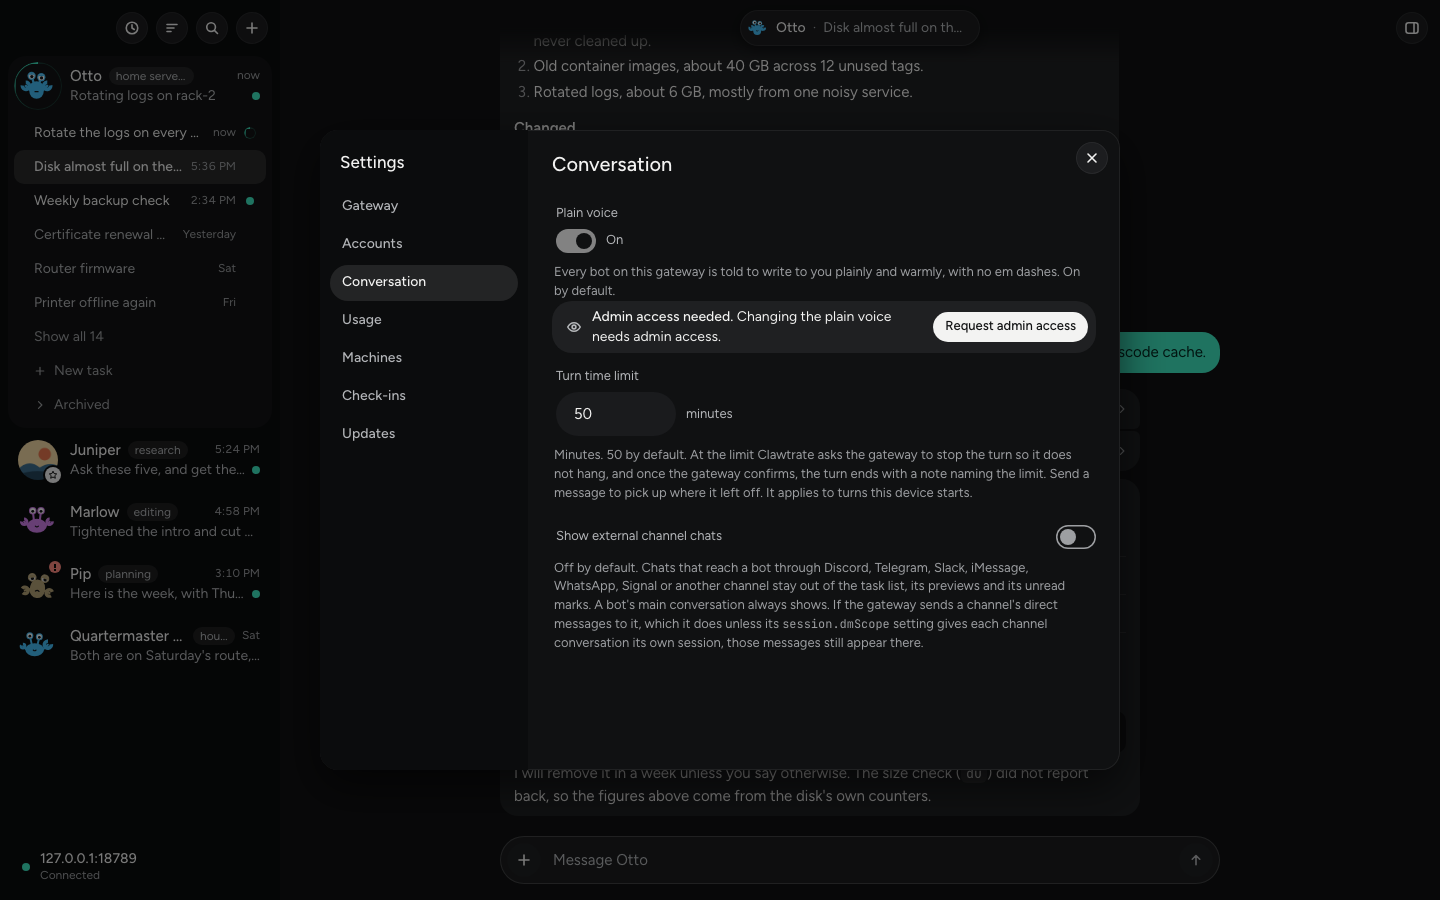 Otto · Disk almost full on th...
Otto home serve... now
Rotating logs on rack-2
Rotate the logs on every ... now
Disk almost full on the... 5:36 PM
Weekly backup check 2:34 PM
Certificate renewal ... Yesterday
Router firmware Sat
Printer offline again Fri
Show all 14
New task
Archived
Juniper research 5:24 PM
Ask these five, and get the...
Marlow editing 4:58 PM
Tightened the intro and cut ...
Pip planning 3:10 PM
Here is the week, with Thu...
Quartermaster ... hou... Sat
Both are on Saturday's route,...
127.0.0.1:18789
Connected
never cleaned up.
2. Old container images, about 40 GB across 12 unused tags.
3. Rotated logs, about 6 GB, mostly from one noisy service.
Changed
scode cache.
Settings
Gateway
Accounts
Conversation
Usage
Machines
Check-ins
Updates
Conversation
Plain voice
On
Every bot on this gateway is told to write to you plainly and warmly, with no em dashes. On
by default.
Admin access needed. Changing the plain voice
needs admin access.
Request admin access
Turn time limit
50 minutes
Minutes. 50 by default. At the limit Clawtrate asks the gateway to stop the turn so it does
not hang, and once the gateway confirms, the turn ends with a note naming the limit. Send a
message to pick up where it left off. It applies to turns this device starts.
Show external channel chats
Off by default. Chats that reach a bot through Discord, Telegram, Slack, iMessage,
WhatsApp, Signal or another channel stay out of the task list, its previews and its unread
marks. A bot's main conversation always shows. If the gateway sends a channel's direct
messages to it, which it does unless its session.dmScope setting gives each channel
conversation its own session, those messages still appear there.
I will remove it in a week unless you say otherwise. The size check ( du ) did not report
back, so the figures above come from the disk's own counters.
Message Otto